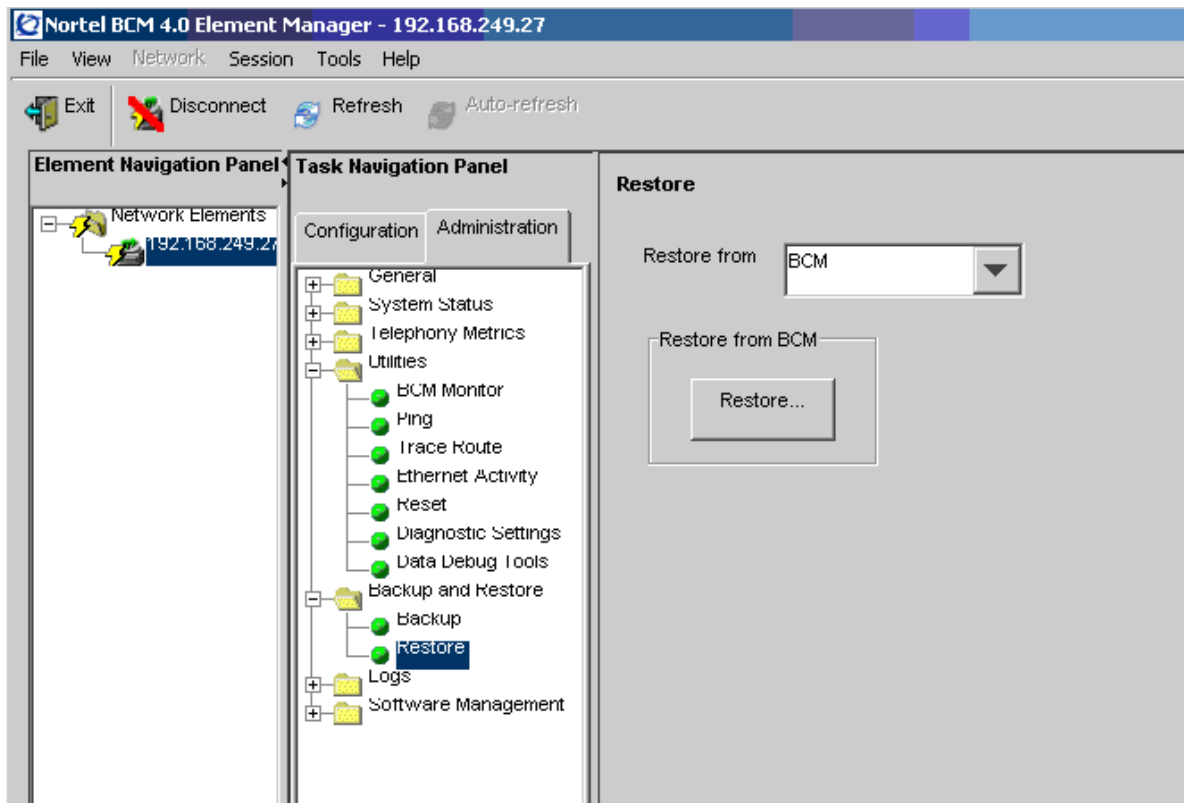 Nortel BCM 4.0 Element Manager - 192.168.249.27
File View Network Session Tools Help
Exit Disconnect Refresh Auto-refresh
Element Navigation Panel
Network Elements
192.168.249.27
Task Navigation Panel
Configuration Administration
General
System Status
Telephony Metrics
Utilities
BCM Monitor
Ping
Trace Route
Ethernet Activity
Reset
Diagnostic Settings
Data Debug Tools
Backup and Restore
Backup
Restore
Logs
Software Management
Restore
Restore from BCM
Restore from BCM
Restore...